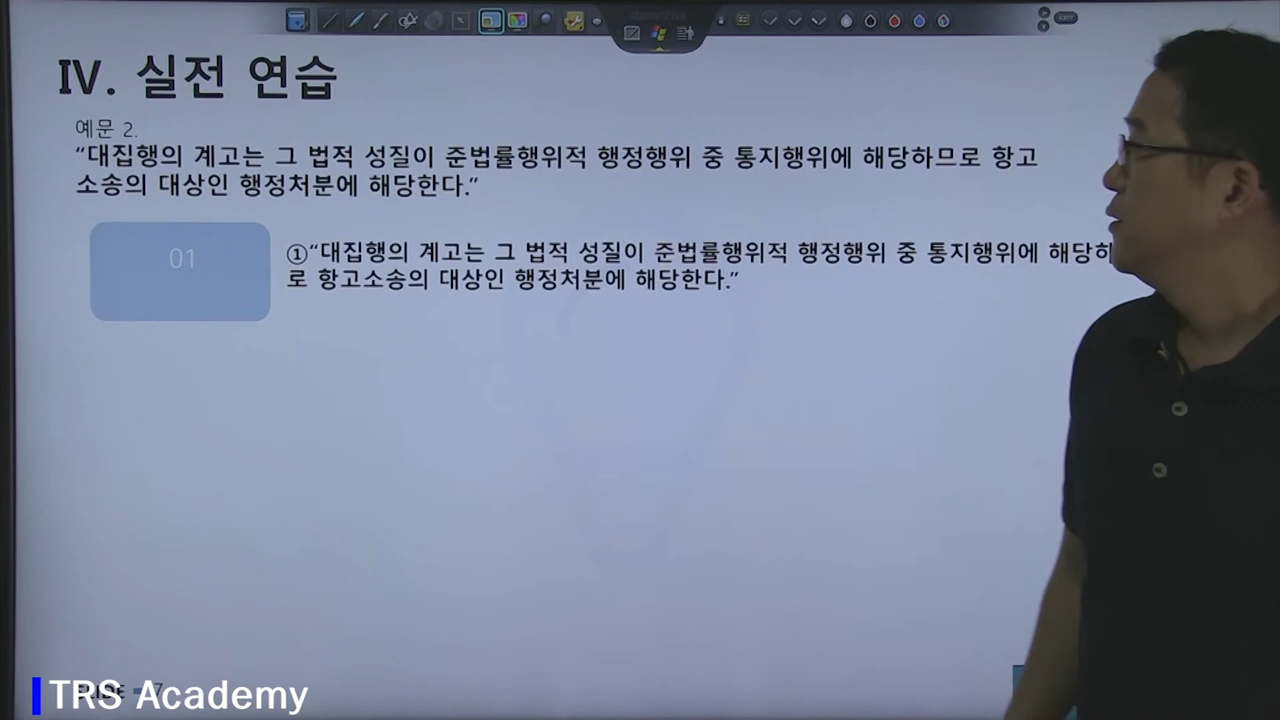 EXIT
Ⅳ. 실전 연습
예문 2.
“대집행의 계고는 그 법적 성질이 준법률행위적 행정행위 중 통지행위에 해당하므로 항고
소송의 대상인 행정처분에 해당한다.”
01
①“대집행의 계고는 그 법적 성질이 준법률행위적 행정행위 중 통지행위에 해당하
로 항고소송의 대상인 행정처분에 해당한다.”
TRS Academy